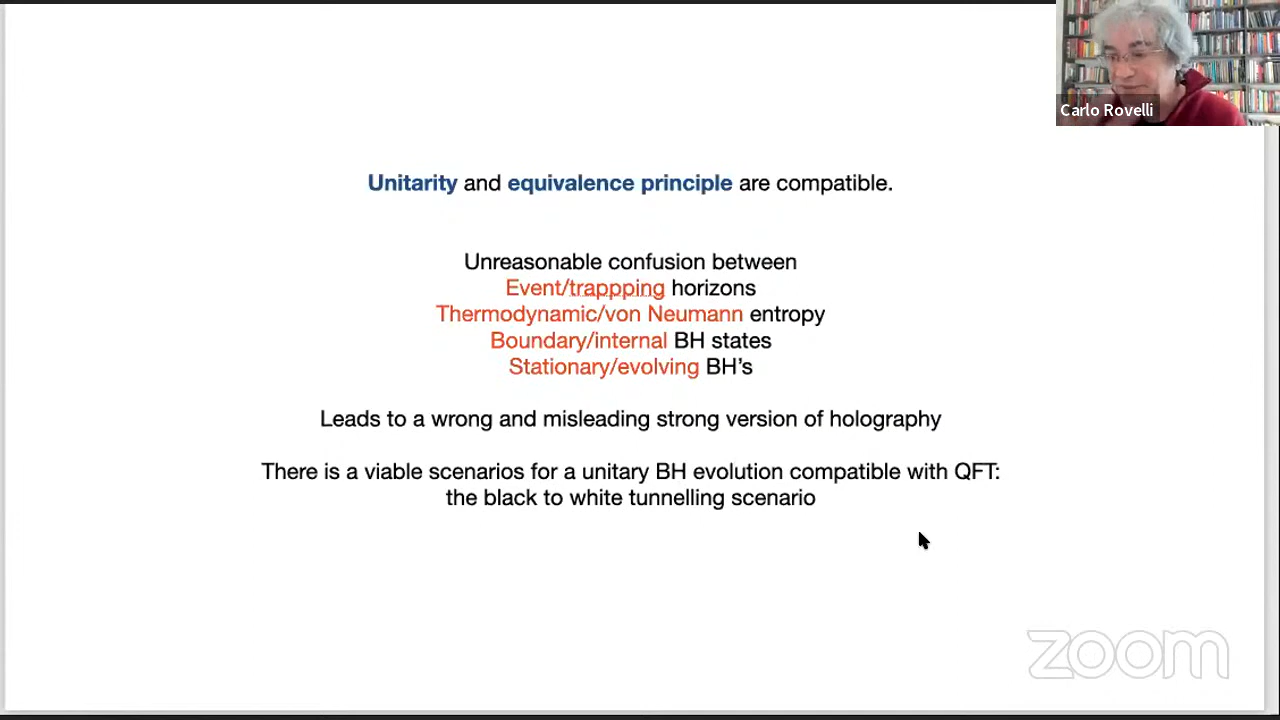 Carlo Rovelli
Unitarity and equivalence principle are compatible.
Unreasonable confusion between
Event/trappping horizons
Thermodynamic/von Neumann entropy
Boundary/internal BH states
Stationary/evolving BH’s
Leads to a wrong and misleading strong version of holography
There is a viable scenarios for a unitary BH evolution compatible with QFT:
the black to white tunnelling scenario
zoom